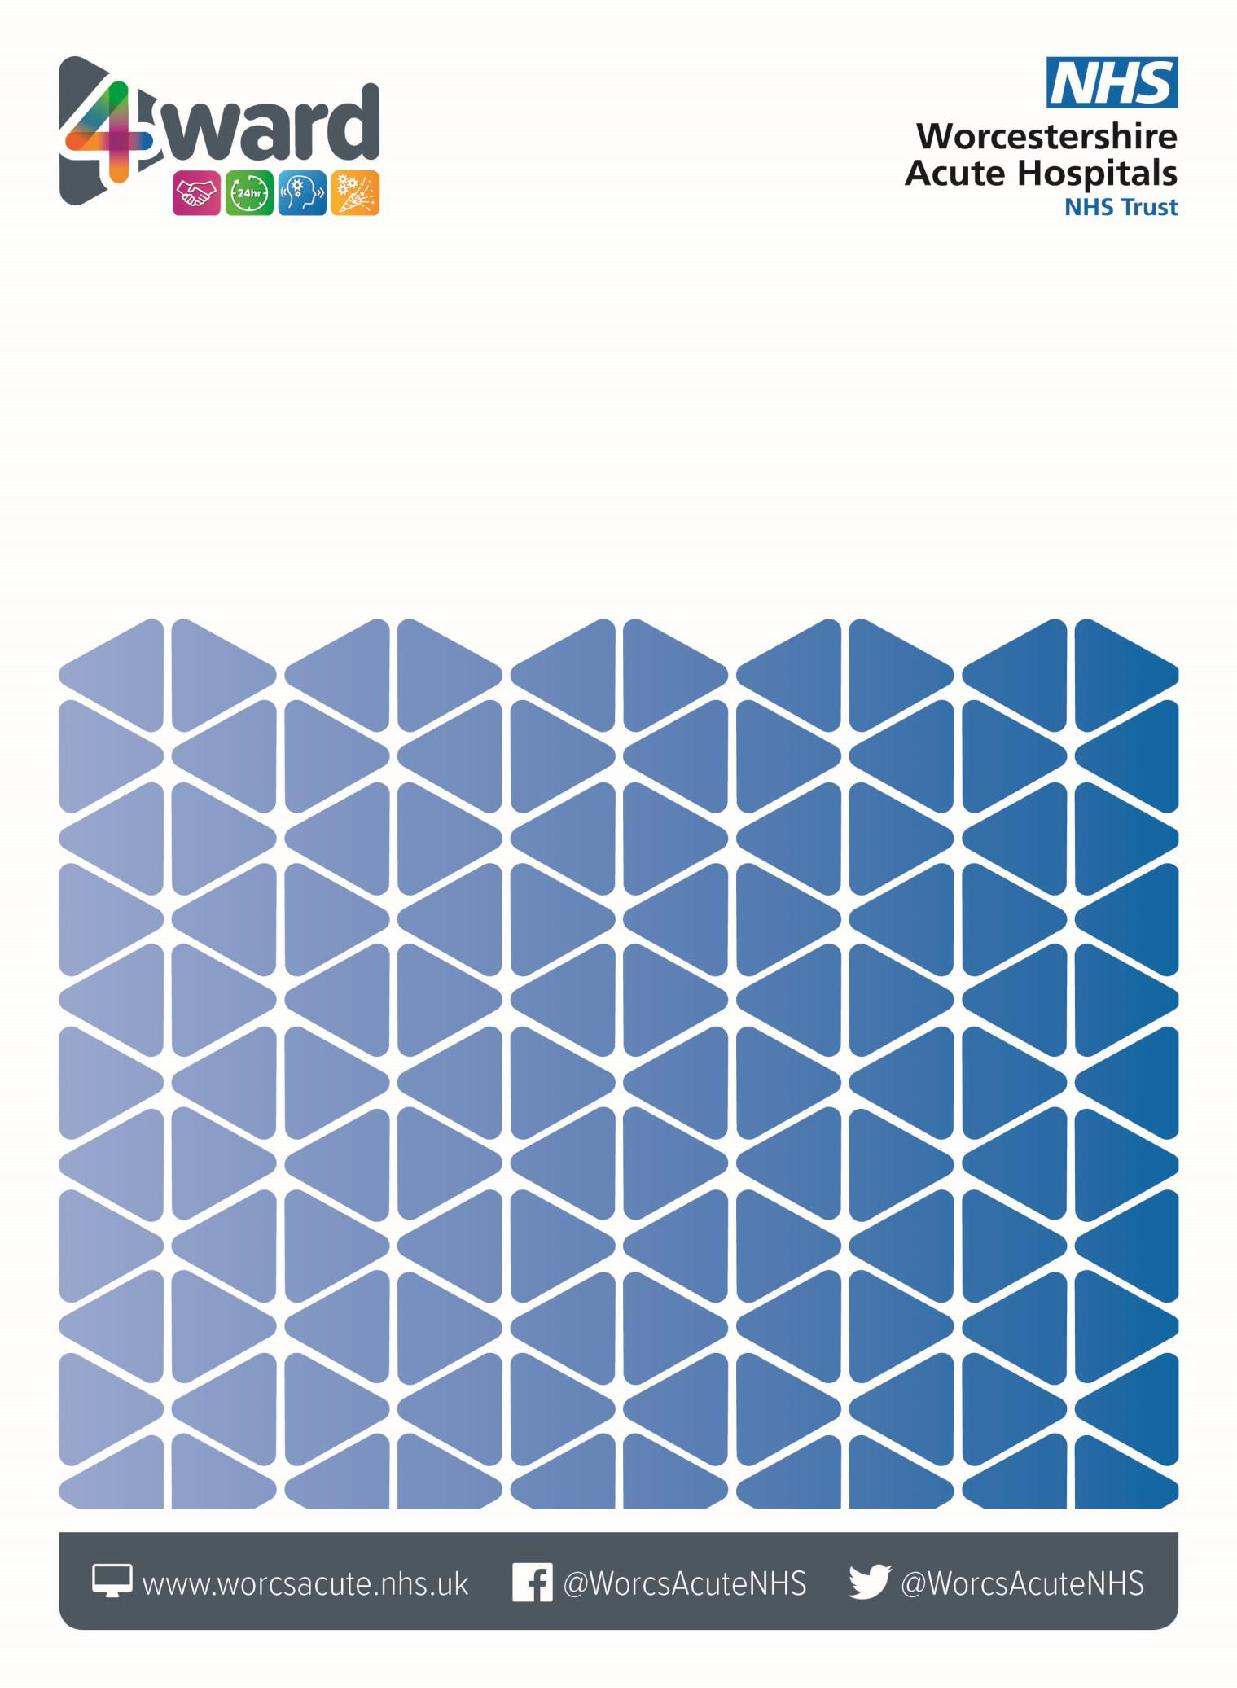 4ward
24hr
NHS
Worcestershire
Acute Hospitals
NHS Trust
www.worcsacute.nhs.uk
@WorcsAcuteNHS
@WorcsAcuteNHS